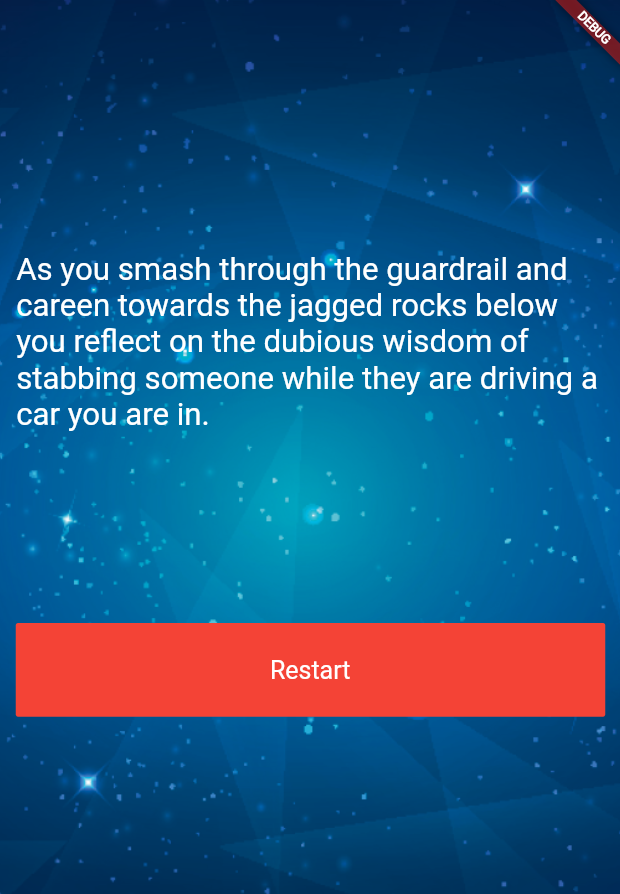 DEBUG
As you smash through the guardrail and
careen towards the jagged rocks below
you reflect on the dubious wisdom of
stabbing someone while they are driving a
car you are in.
Restart